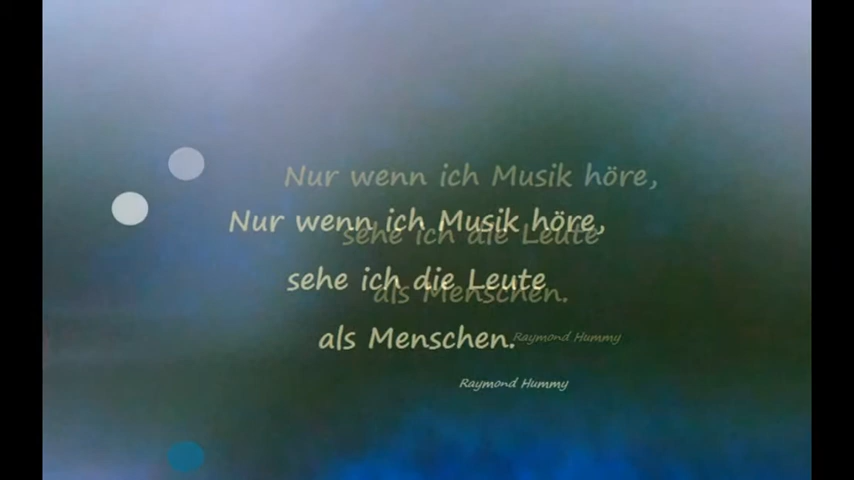 Nur wenn ich Musik höre,
Nur wenn ich Musik höre,
sehe ich die Leute
sehe ich die Leute
als Menschen.
als Menschen.
Raymond Hummy
Raymond Hummy